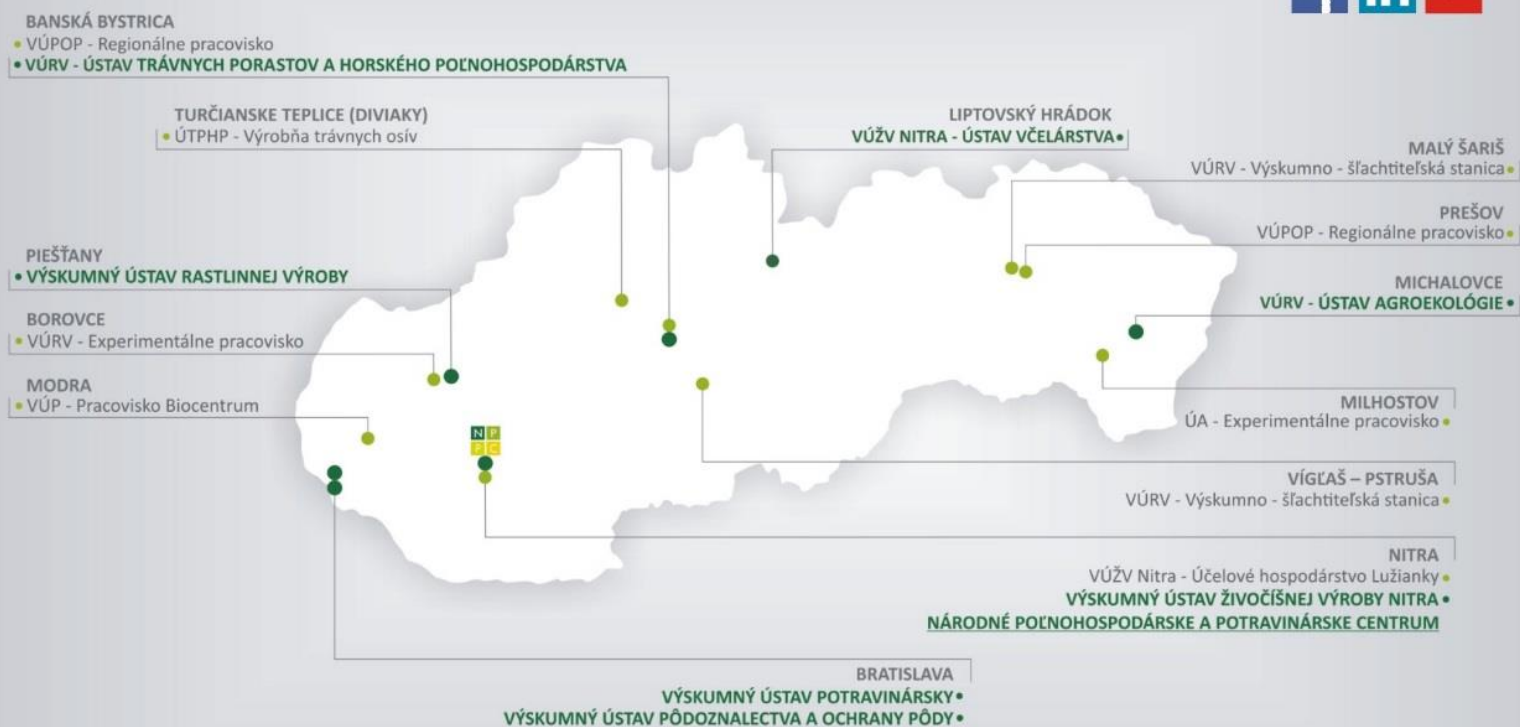 BANSKÁ BYSTRICA
• VÚPOP - Regionálne pracovisko
• VÚRV - ÚSTAV TRÁVNYCH PORASTOV A HORSKÉHO POĽNOHOSPODÁRSTVA
TURČIANSKE TEPLICE (DIVIAKY)
• ÚTPHP - Výrobňa trávnych osív
LIPTOVSKÝ HRÁDOK
VÚŽV NITRA - ÚSTAV VČELÁRSTVA •
MALÝ ŠARIŠ
VÚRV - Výskumno - šľachtiteľská stanica •
PREŠOV
VÚPOP - Regionálne pracovisko •
PIEŠŤANY
• VÝSKUMNÝ ÚSTAV RASTLINNEJ VÝROBY
MICHALOVCE
VÚRV - ÚSTAV AGROEKOLÓGIE •
BOROVCE
• VÚRV - Experimentálne pracovisko
MODRA
• VÚP - Pracovisko Biocentrum
MILHOSTOV
ÚA - Experimentálne pracovisko •
N P
P C
VÍGĽAŠ – PSTRUŠA
VÚRV - Výskumno - šľachtiteľská stanica •
NITRA
VÚŽV Nitra - Účelové hospodárstvo Lužianky •
VÝSKUMNÝ ÚSTAV ŽIVOČÍŠNEJ VÝROBY NITRA •
NÁRODNÉ POĽNOHOSPODÁRSKE A POTRAVINÁRSKE CENTRUM
BRATISLAVA
VÝSKUMNÝ ÚSTAV POTRAVINÁRSKY •
VÝSKUMNÝ ÚSTAV PÔDOZNALECTVA A OCHRANY PÔDY •